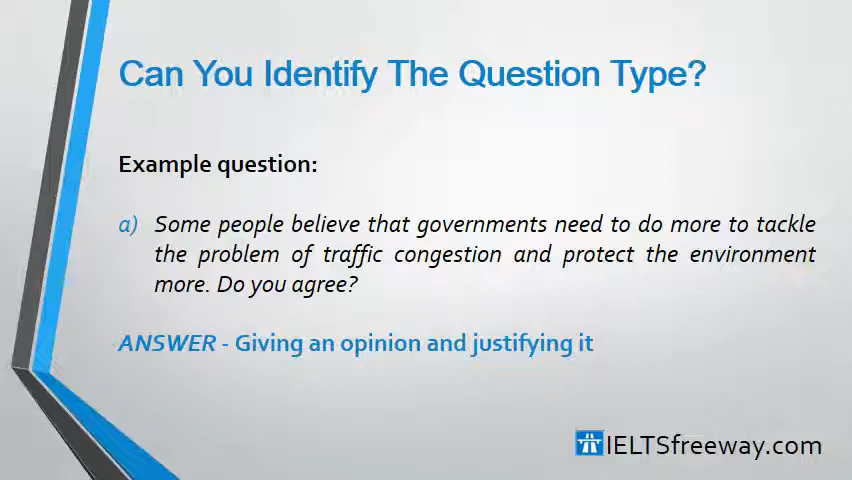 Can You Identify The Question Type?
Example question:
a) Some people believe that governments need to do more to tackle
the problem of traffic congestion and protect the environment
more. Do you agree?
ANSWER - Giving an opinion and justifying it
IELTSfreeway.com